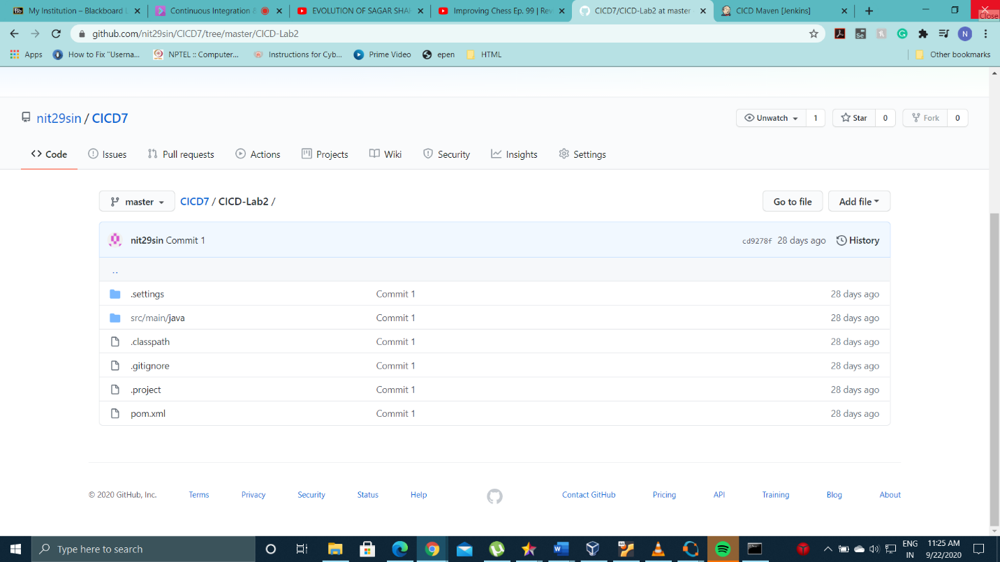 My Institution – Blackboard L
Continuous Integration &
EVOLUTION OF SAGAR SHAH
Improving Chess Ep. 99 | Rev
CICD7/CICD-Lab2 at master
CICD Maven [Jenkins]
Close
github.com/nit29sin/CICD7/tree/master/CICD-Lab2
N
Apps
How to Fix "Userna...
NPTEL :: Computer...
Instructions for Cyb...
Prime Video
epen
HTML
Other bookmarks
nit29sin / CICD7
Unwatch 1
Star 0
Fork 0
Code
Issues
Pull requests
Actions
Projects
Wiki
Security
Insights
Settings
master
CICD7 / CICD-Lab2 /
Go to file
Add file
nit29sin Commit 1
cd9278f 28 days ago
History
..
.settings Commit 1 28 days ago
src/main/java Commit 1 28 days ago
.classpath Commit 1 28 days ago
.gitignore Commit 1 28 days ago
.project Commit 1 28 days ago
pom.xml Commit 1 28 days ago
© 2020 GitHub, Inc.
Terms
Privacy
Security
Status
Help
Contact GitHub
Pricing
API
Training
Blog
About
Type here to search
ENG
IN
11:25 AM
9/22/2020